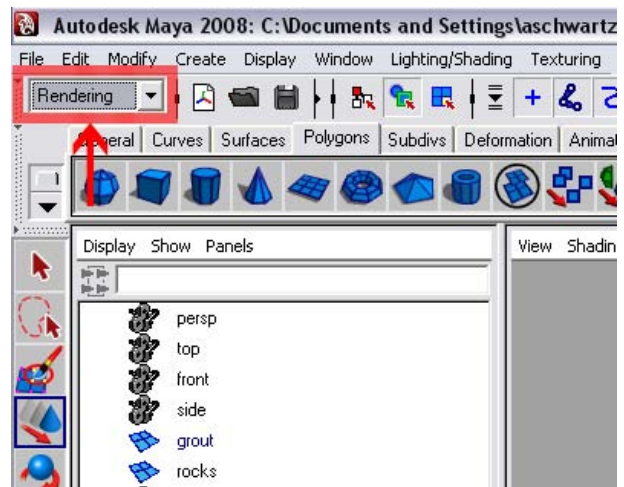 Autodesk Maya 2008: C:\Documents and Settings\aschwartz
File Edit Modify Create Display Window Lighting/Shading Texturing
Rendering
General Curves Surfaces Polygons Subdivs Deformation Animat
Display Show Panels
View Shadin
persp
top
front
side
grout
rocks